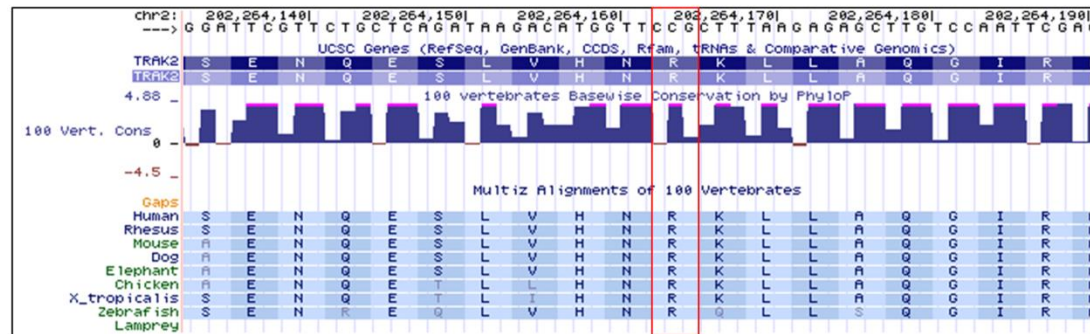 chr2: 202,264,140| 202,264,150| 202,264,160| 202,264,170| 202,264,180| 202,264,190|
---> G G A T T C G T T C T G C T C A G A T A A G A C A T G G T T C C G C T T T A A G A G A G C T T G T C C A A T T C G A
UCSC Genes (RefSeq, GenBank, CCDS, Rfam, tRNAs & Comparative Genomics)
TRAK2 S E N Q E S L V H N R K L L A Q G I R
TRAK2 S E N Q E S L V H N R K L L A Q G I R
100 vertebrates Basewise Conservation by PhyloP
4.88 _
100 Vert. Cons
0 -
-4.5 _
Multiz Alignments of 100 Vertebrates
Gaps
Human S E N Q E S L V H N R K L L A Q G I R
Rhesus S E N Q E S L V H N R K L L A Q G I R
Mouse A E N Q E S L V H N R K L L A Q G I R
Dog A E N Q E S L V H N R K L L A Q G I R
Elephant A E N Q E S L V H N R K L L A Q G I R
Chicken A E N Q E T L L H N R K L L A Q G I R
X_tropicalis S E N Q E T L I H N R K L L A Q G I R
Zebrafish S E N R E Q L V H N R Q L L S Q G I R
Lamprey